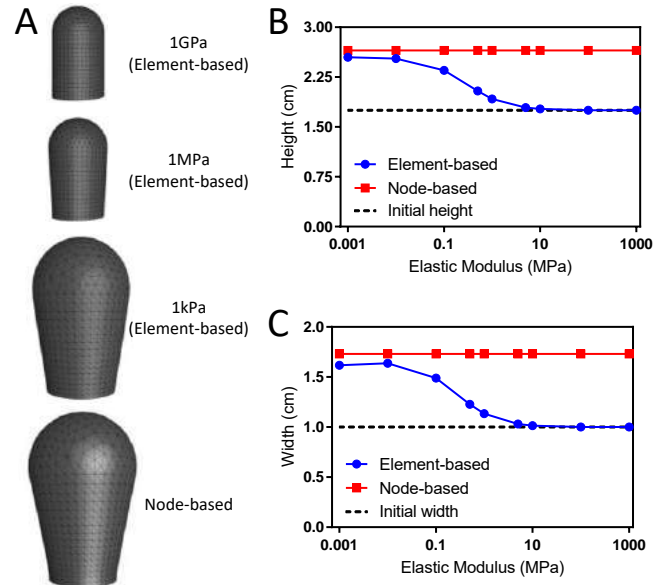 A
1GPa
(Element-based)
1MPa
(Element-based)
1kPa
(Element-based)
Node-based
B
3.00
2.25
1.50
0.75
0.00
Height (cm)
Element-based
Node-based
Initial height
0.001
0.1
10
1000
Elastic Modulus (MPa)
C
2.0
1.5
1.0
0.5
0.0
Width (cm)
Element-based
Node-based
Initial width
0.001
0.1
10
1000
Elastic Modulus (MPa)